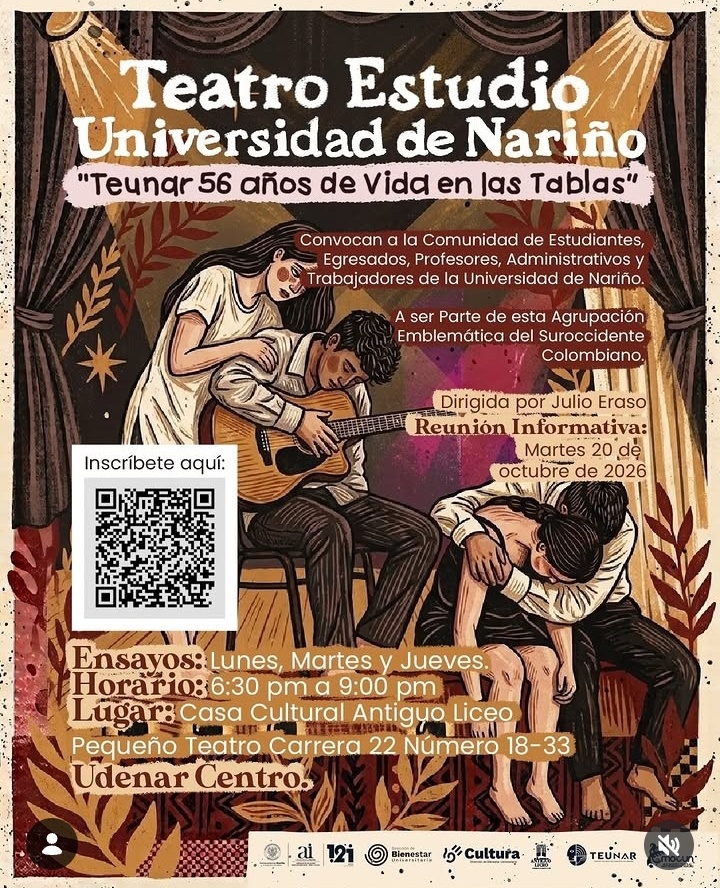 Teatro Estudio
Universidad de Nariño
"Teunar 56 años de Vida en las Tablas"
Convocan a la Comunidad de Estudiantes,
Egresados, Profesores, Administrativos y
Trabajadores de la Universidad de Nariño.
A ser Parte de esta Agrupación
Emblemática del Suroccidente
Colombiano.
Dirigida por Julio Eraso
Reunión Informativa:
Martes 20 de
octubre de 2026
Inscríbete aquí:
Ensayos: Lunes, Martes y Jueves.
Horario: 6:30 pm a 9:00 pm
Lugar: Casa Cultural Antiguo Liceo
Pequeño Teatro Carrera 22 Número 18-33
Udenar Centro.
ai
121
Bienestar
Universitario
Cultura
TEUNAR